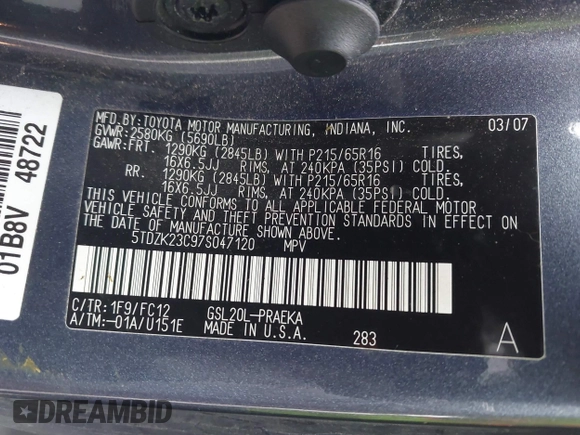 01B8V 48722
MFD.BY:TOYOTA MOTOR MANUFACTURING, INDIANA, INC. 03/07
GVWR:2580KG (5690LB)
GAWR:FRT. 1290KG (2845LB) WITH P215/65R16 TIRES,
16X6.5JJ RIMS, AT 240KPA (35PSI) COLD.
RR. 1290KG (2845LB) WITH P215/65R16 TIRES,
16X6.5JJ RIMS, AT 240KPA (35PSI) COLD.
THIS VEHICLE CONFORMS TO ALL APPLICABLE FEDERAL MOTOR
VEHICLE SAFETY AND THEFT PREVENTION STANDARDS IN EFFECT ON
THE DATE OF MANUFACTURE SHOWN ABOVE.
5TDZK23C97S047120 MPV
C/TR:1F9/FC12 GSL20L-PRAEKA
A/TM:-01A/U151E MADE IN U.S.A. 283 A
DREAMBID